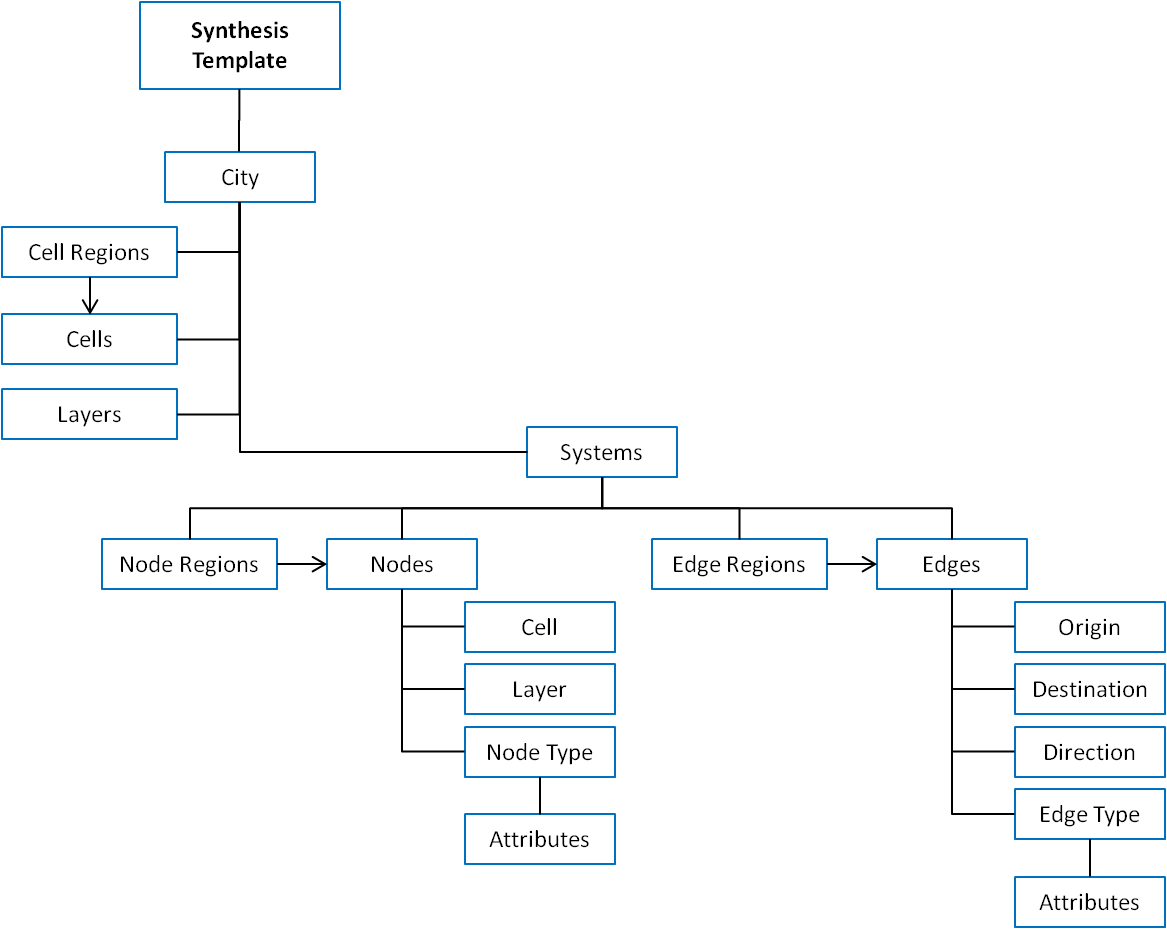 Synthesis
Template
City
Cell Regions
Cells
Layers
Systems
Node Regions
Nodes
Edge Regions
Edges
Cell
Layer
Node Type
Attributes
Origin
Destination
Direction
Edge Type
Attributes